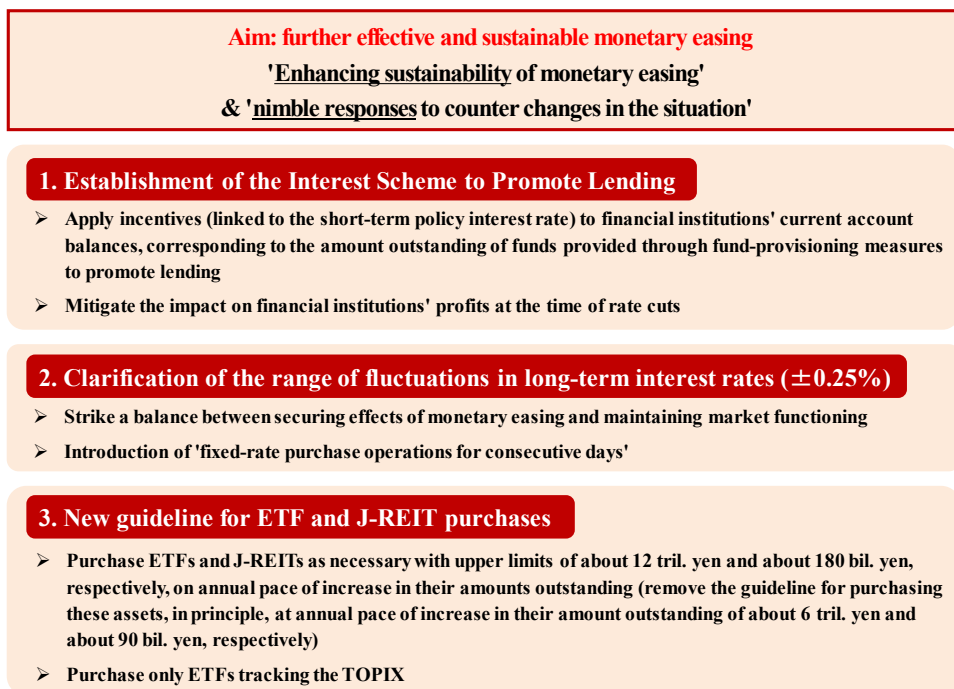 Aim: further effective and sustainable monetary easing
'Enhancing sustainability of monetary easing'
& 'nimble responses to counter changes in the situation'
1. Establishment of the Interest Scheme to Promote Lending
➢ Apply incentives (linked to the short-term policy interest rate) to financial institutions' current account
balances, corresponding to the amount outstanding of funds provided through fund-provisioning measures
to promote lending
➢ Mitigate the impact on financial institutions' profits at the time of rate cuts
2. Clarification of the range of fluctuations in long-term interest rates (±0.25%)
➢ Strike a balance between securing effects of monetary easing and maintaining market functioning
➢ Introduction of 'fixed-rate purchase operations for consecutive days'
3. New guideline for ETF and J-REIT purchases
➢ Purchase ETFs and J-REITs as necessary with upper limits of about 12 tril. yen and about 180 bil. yen,
respectively, on annual pace of increase in their amounts outstanding (remove the guideline for purchasing
these assets, in principle, at annual pace of increase in their amount outstanding of about 6 tril. yen and
about 90 bil. yen, respectively)
➢ Purchase only ETFs tracking the TOPIX